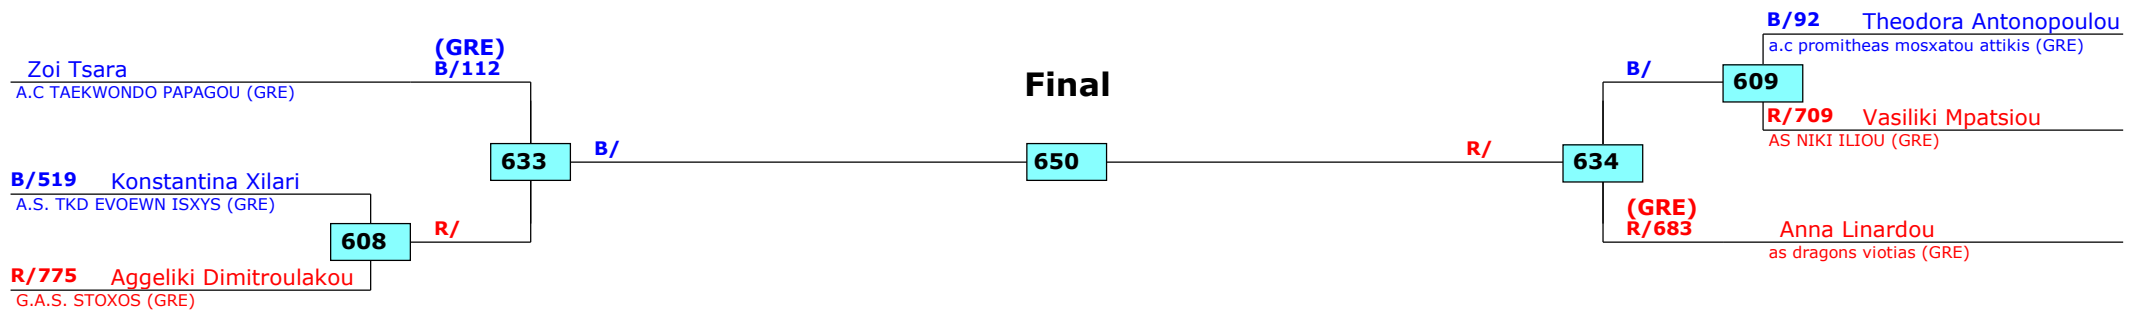 (GRE)
Zoi Tsara B/112
A.C TAEKWONDO PAPAGOU (GRE)
633
B/519 Konstantina Xilari
A.S. TKD EVOEWN ISXYS (GRE)
608
R/
R/775 Aggeliki Dimitroulakou
G.A.S. STOXOS (GRE)
Final
B/
650
R/
B/92 Theodora Antonopoulou
a.c promitheas mosxatou attikis (GRE)
B/
609
R/709 Vasiliki Mpatsiou
AS NIKI ILIOU (GRE)
634
(GRE)
R/683 Anna Linardou
as dragons viotias (GRE)